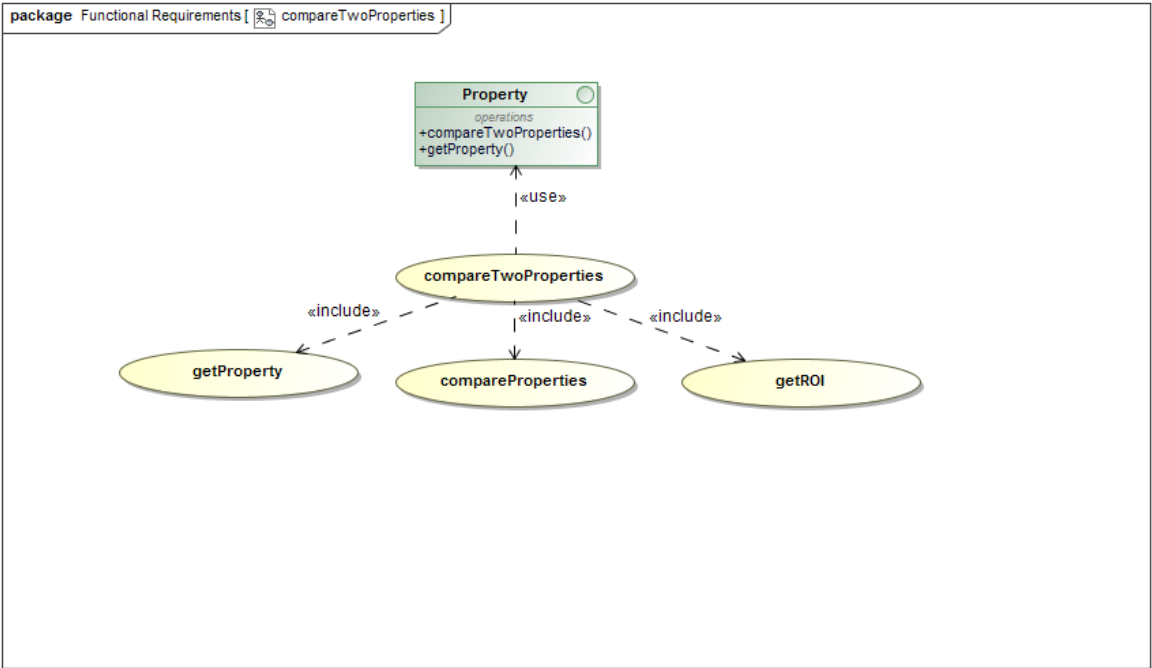 package Functional Requirements [ compareTwoProperties ]
Property
operations
+compareTwoProperties()
+getProperty()
«use»
compareTwoProperties
«include»
«include»
«include»
getProperty
compareProperties
getROI